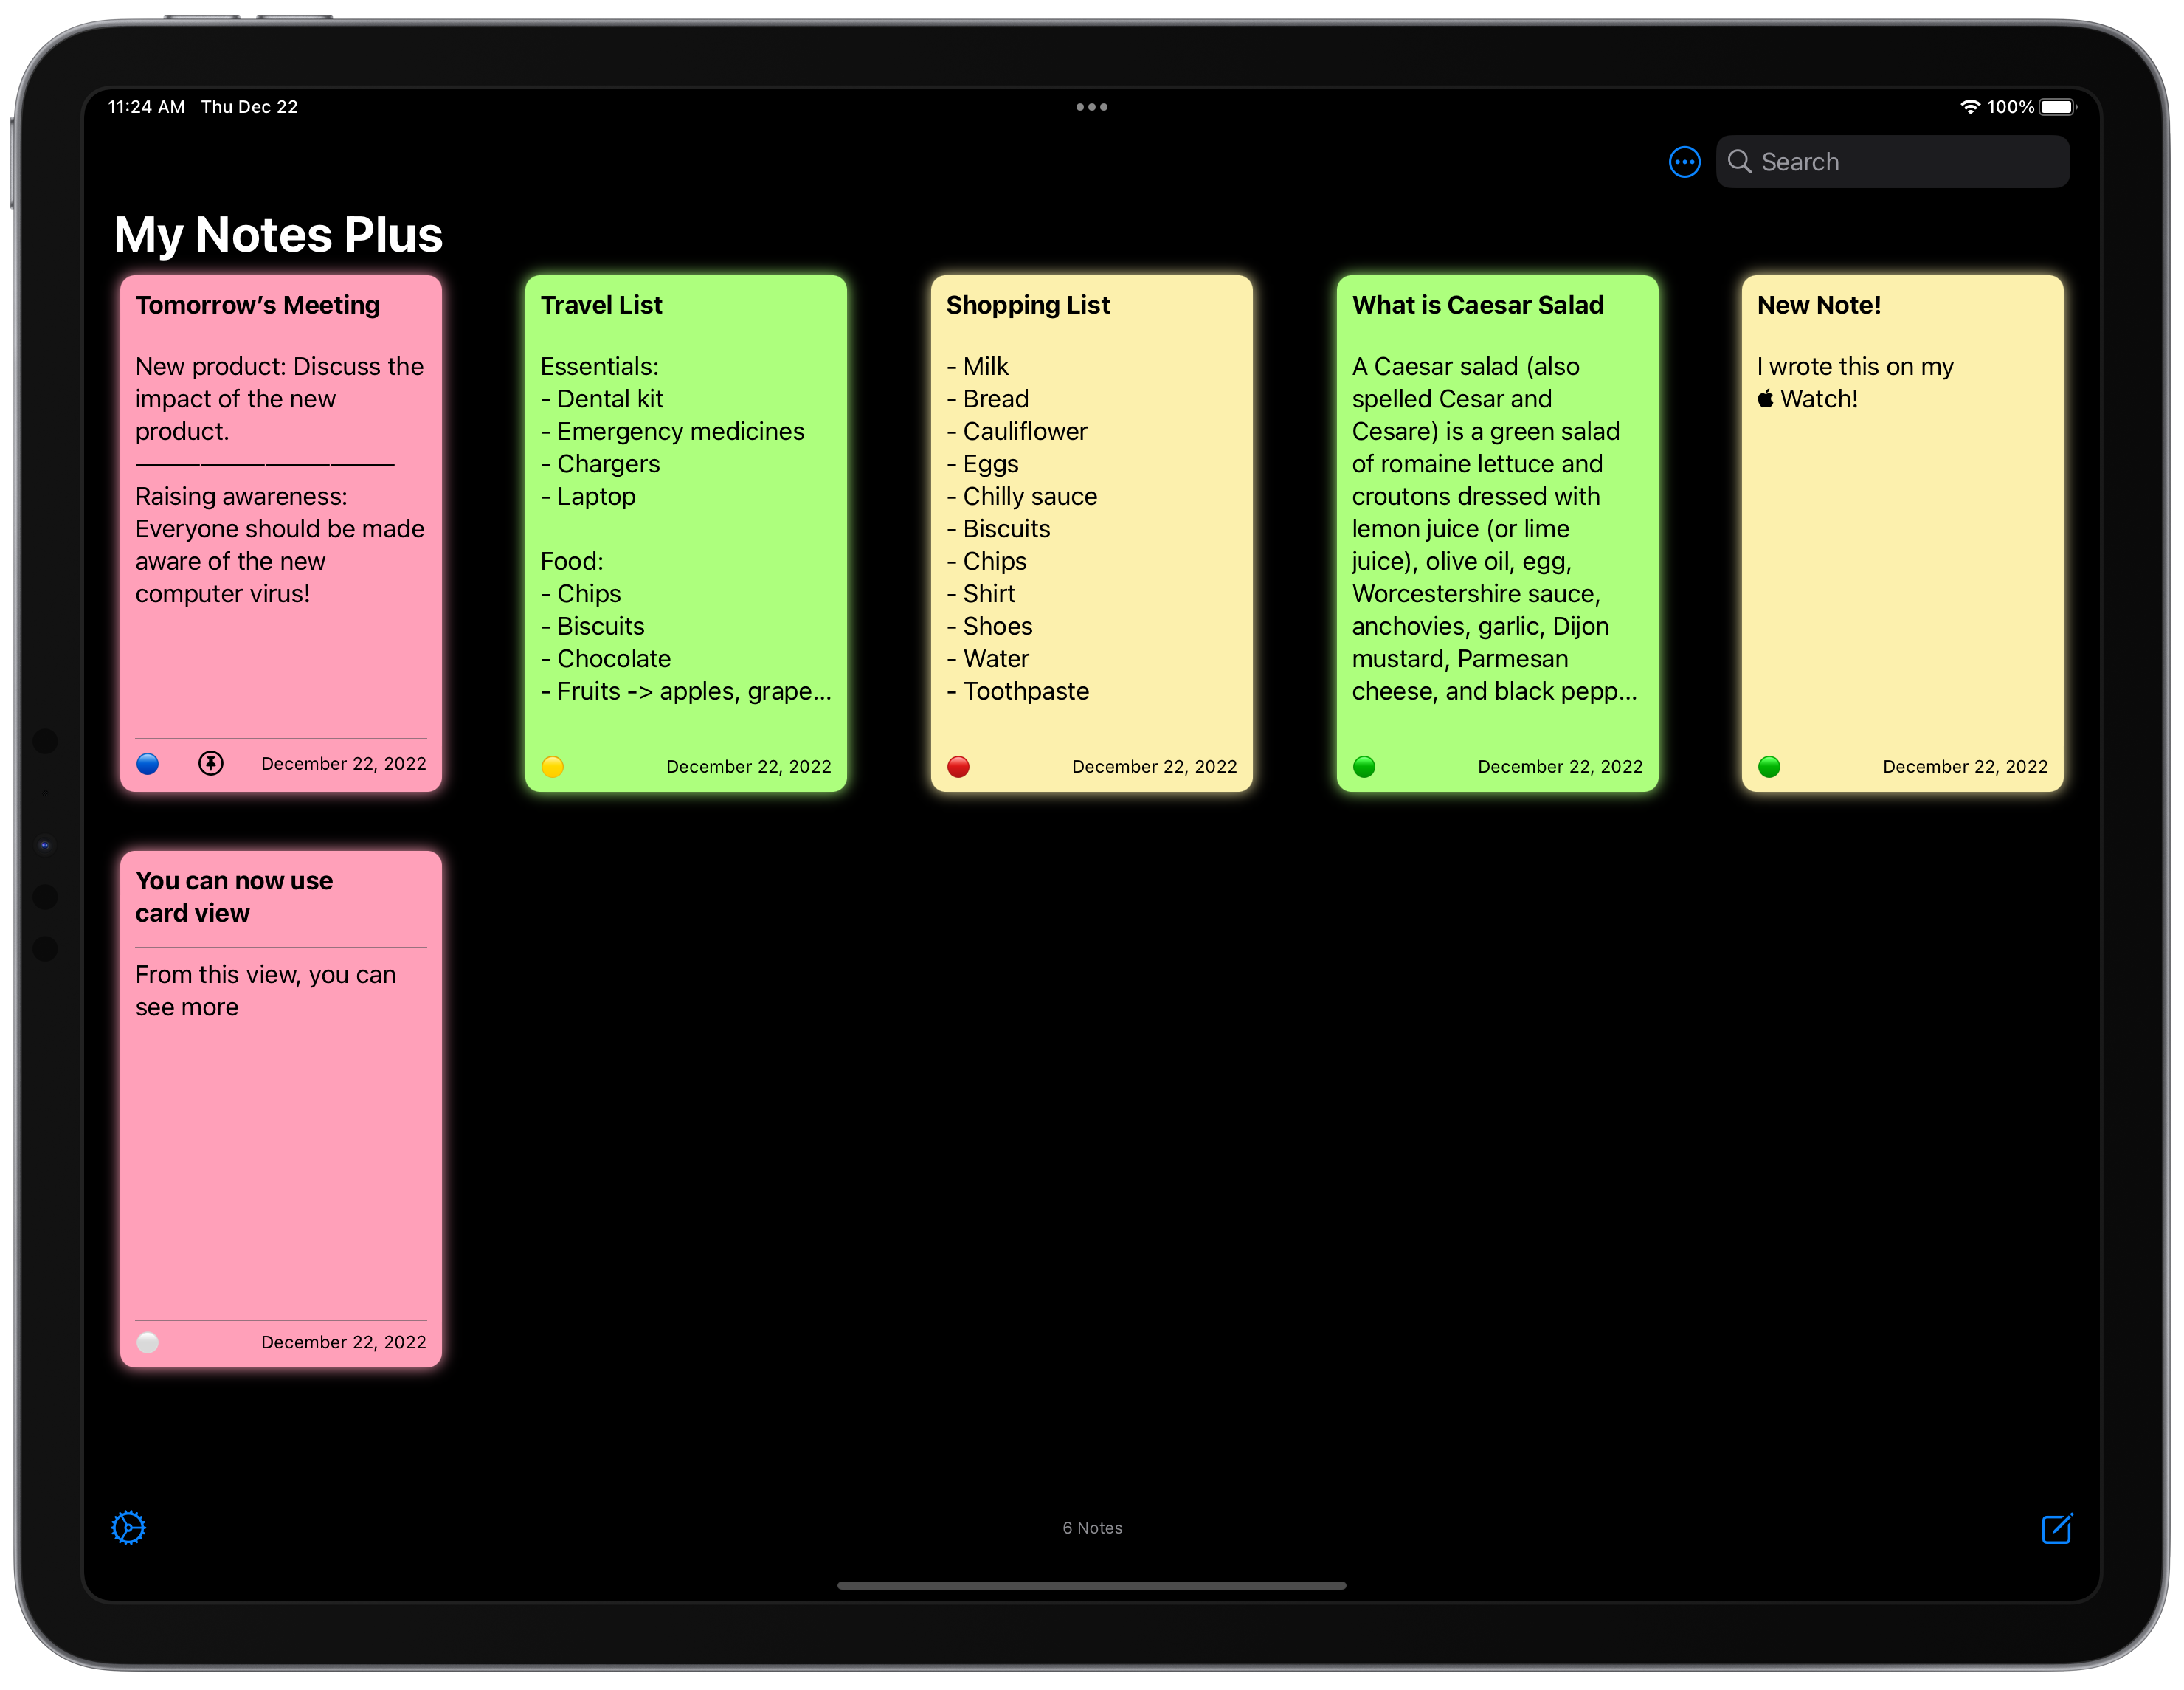 11:24 AM Thu Dec 22
100%
Search
My Notes Plus
Tomorrow’s Meeting
New product: Discuss the
impact of the new
product.
————————
Raising awareness:
Everyone should be made
aware of the new
computer virus!
December 22, 2022
Travel List
Essentials:
- Dental kit
- Emergency medicines
- Chargers
- Laptop
Food:
- Chips
- Biscuits
- Chocolate
- Fruits -> apples, grape...
December 22, 2022
Shopping List
- Milk
- Bread
- Cauliflower
- Eggs
- Chilly sauce
- Biscuits
- Chips
- Shirt
- Shoes
- Water
- Toothpaste
December 22, 2022
What is Caesar Salad
A Caesar salad (also
spelled Cesar and
Cesare) is a green salad
of romaine lettuce and
croutons dressed with
lemon juice (or lime
juice), olive oil, egg,
Worcestershire sauce,
anchovies, garlic, Dijon
mustard, Parmesan
cheese, and black pepp...
December 22, 2022
New Note!
I wrote this on my
 Watch!
December 22, 2022
You can now use
card view
From this view, you can
see more
December 22, 2022
6 Notes